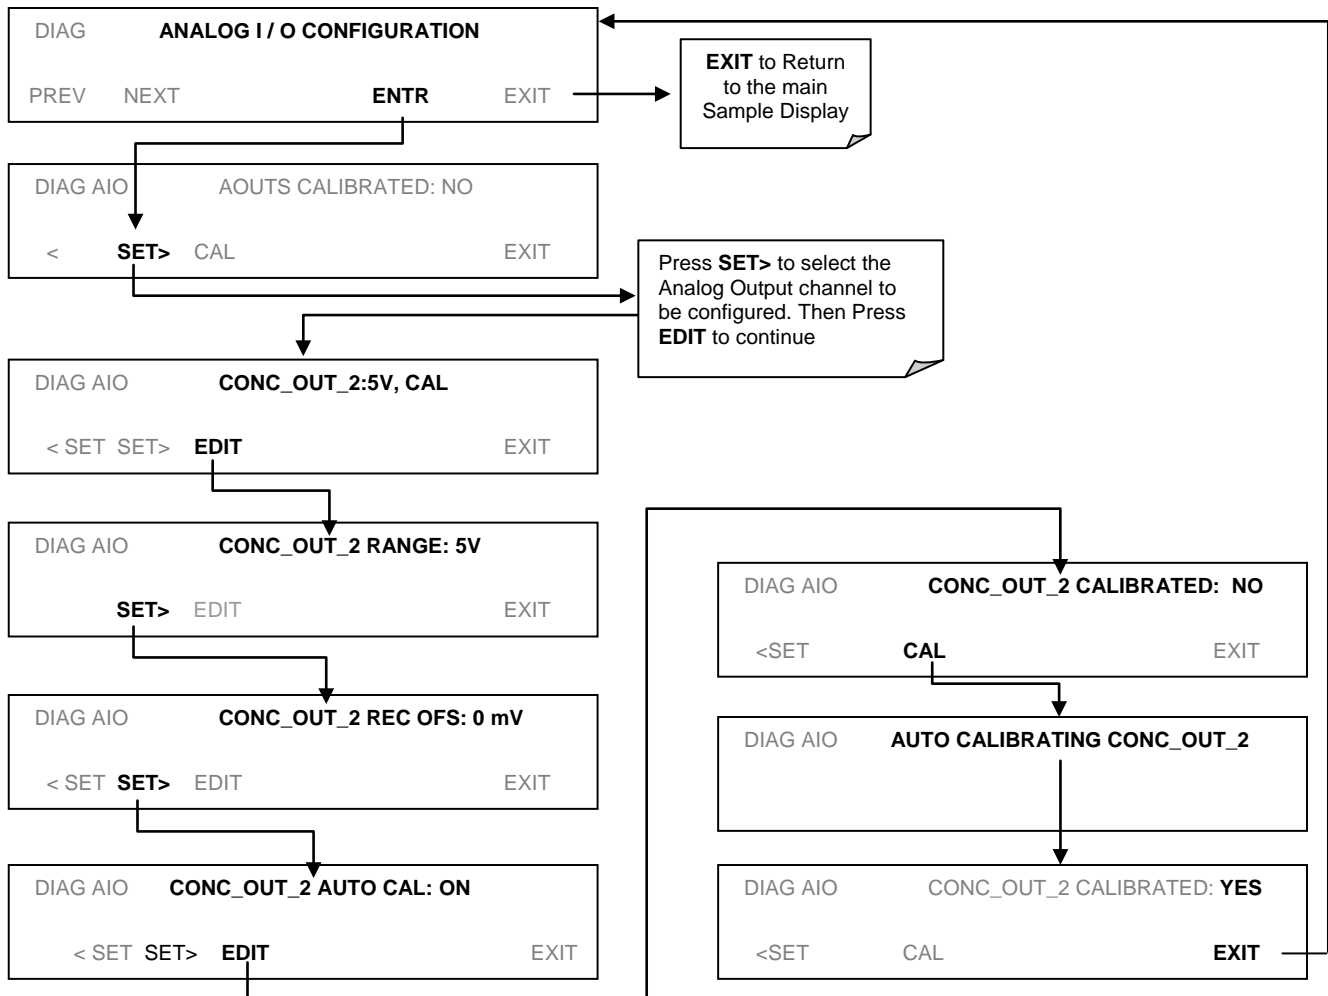 DIAG ANALOG I / O CONFIGURATION
PREV NEXT ENTR EXIT
EXIT to Return
to the main
Sample Display
DIAG AIO AOUTS CALIBRATED: NO
< SET> CAL EXIT
Press SET> to select the
Analog Output channel to
be configured. Then Press
EDIT to continue
DIAG AIO CONC_OUT_2:5V, CAL
< SET SET> EDIT EXIT
DIAG AIO CONC_OUT_2 RANGE: 5V
SET> EDIT EXIT
DIAG AIO CONC_OUT_2 REC OFS: 0 mV
< SET SET> EDIT EXIT
DIAG AIO CONC_OUT_2 AUTO CAL: ON
< SET SET> EDIT EXIT
DIAG AIO CONC_OUT_2 CALIBRATED: NO
<SET CAL EXIT
DIAG AIO AUTO CALIBRATING CONC_OUT_2
DIAG AIO CONC_OUT_2 CALIBRATED: YES
<SET CAL EXIT